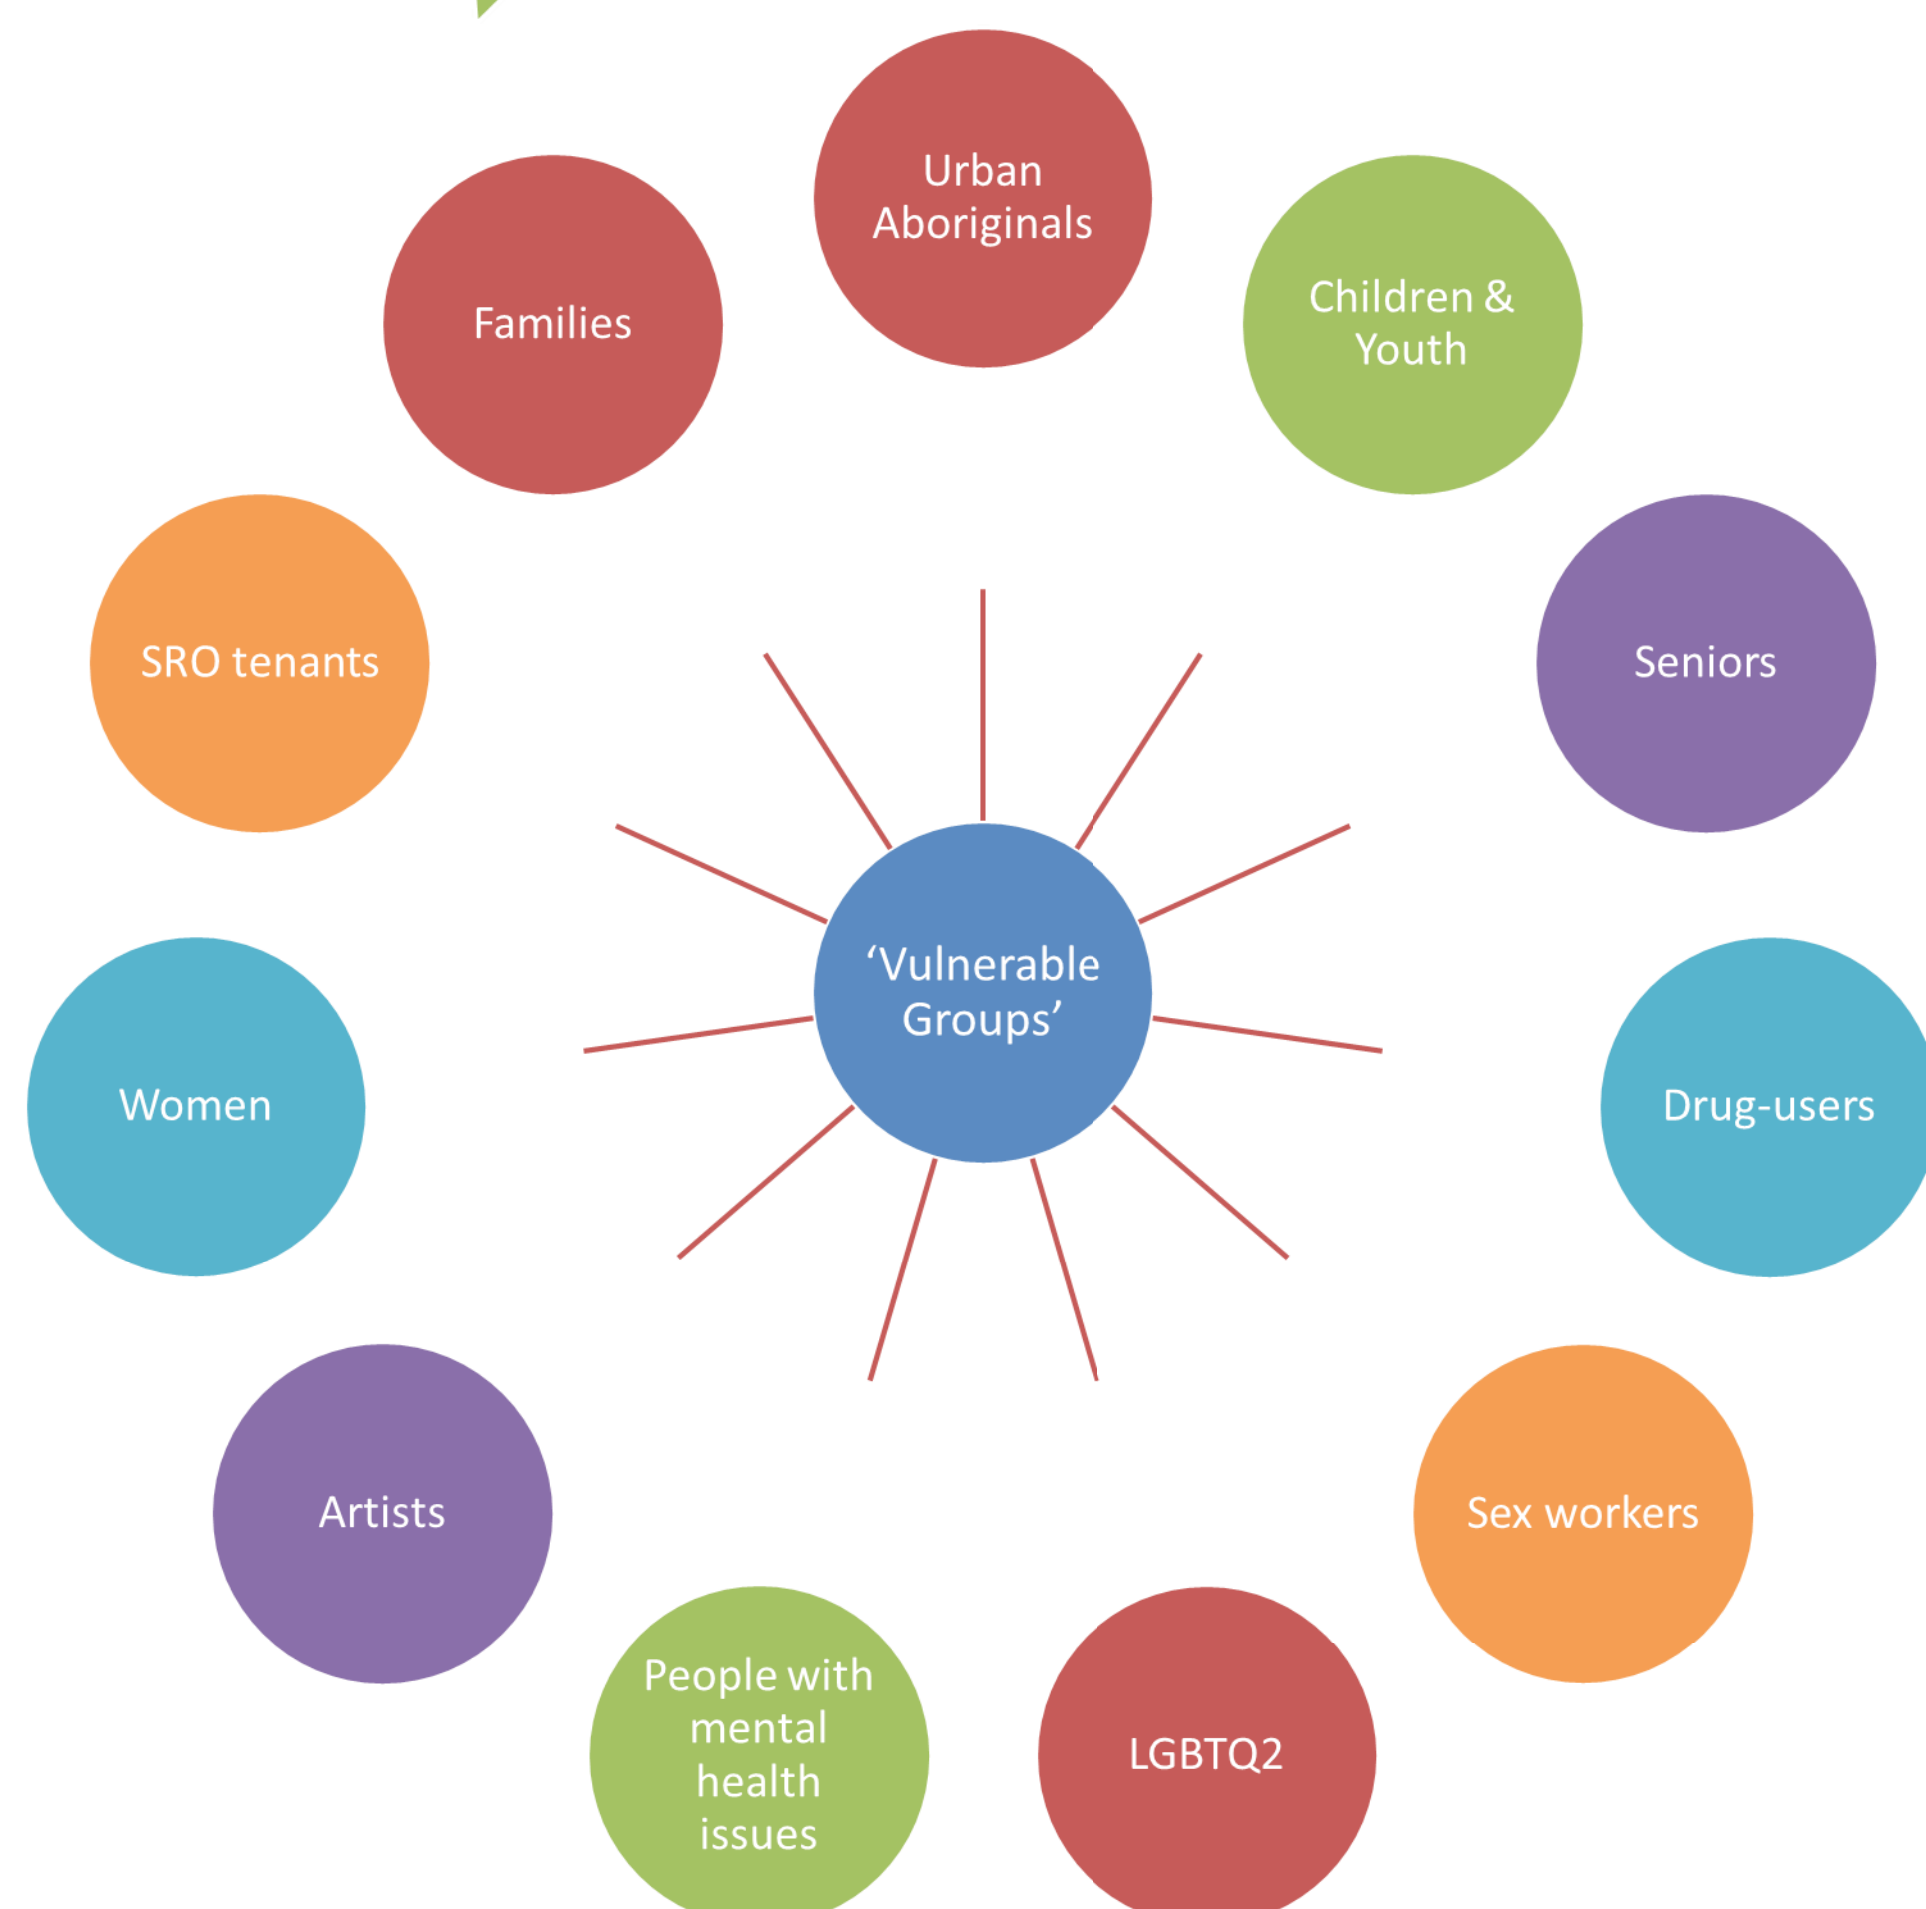 Urban
Aboriginals
Children &
Youth
Seniors
Drug-users
Sex workers
LGBTQ2
People with
mental
health
issues
Artists
Women
SRO tenants
Families
‘Vulnerable
Groups’